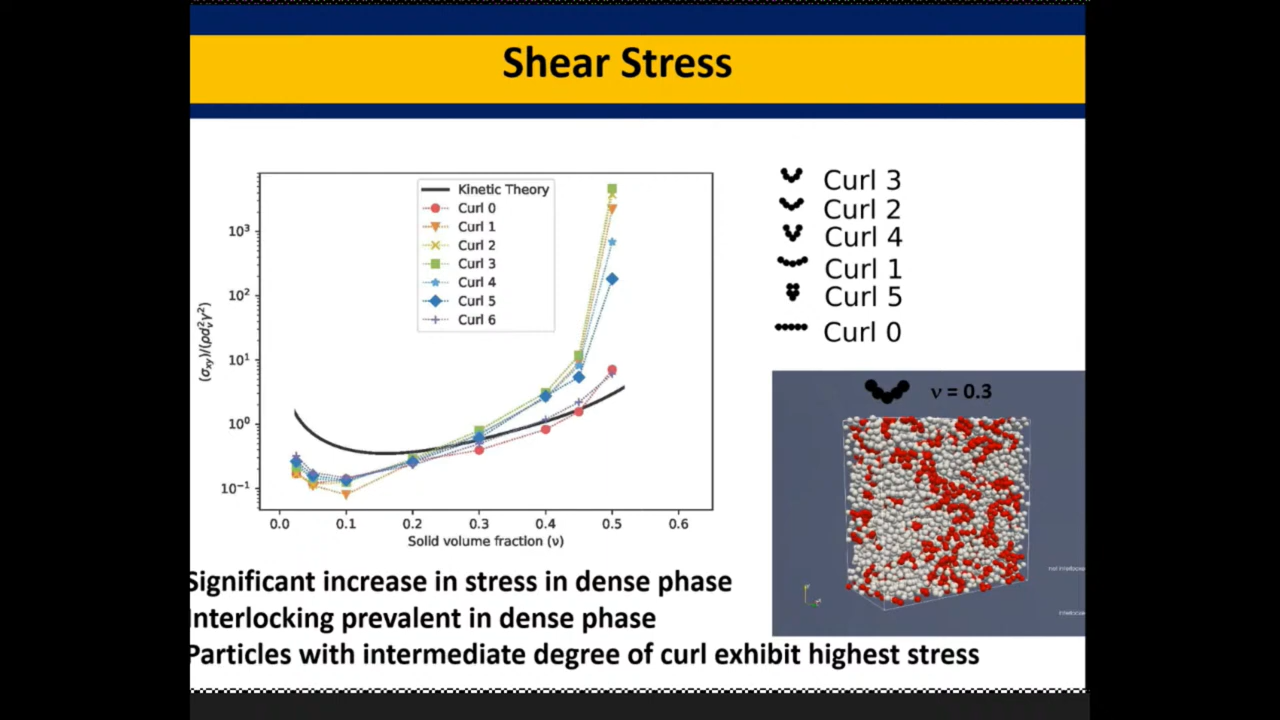 Shear Stress
Kinetic Theory
Curl 0
Curl 1
Curl 2
Curl 3
Curl 4
Curl 5
Curl 6
10³
10²
10¹
10⁰
10⁻¹
0.0 0.1 0.2 0.3 0.4 0.5 0.6
Solid volume fraction (ν)
Curl 3
Curl 2
Curl 4
Curl 1
Curl 5
Curl 0
ν = 0.3
Significant increase in stress in dense phase
Interlocking prevalent in dense phase
Particles with intermediate degree of curl exhibit highest stress